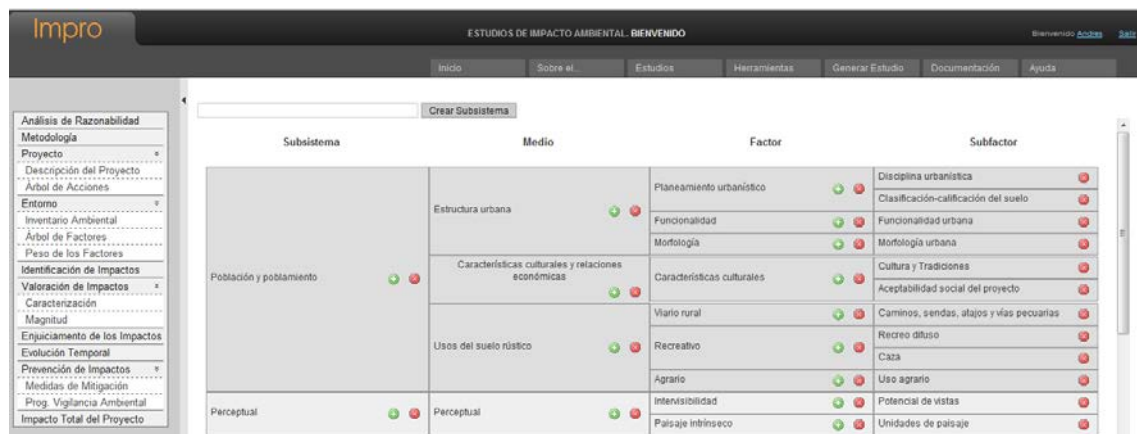 Impro
ESTUDIOS DE IMPACTO AMBIENTAL. BIENVENIDO
Bienvenido Andres Salir
Inicio Sobre el... Estudios Herramientas Generar Estudio Documentación Ayuda
Crear Subsistema
Análisis de Razonabilidad
Metodología
Proyecto
Descripción del Proyecto
Árbol de Acciones
Entorno
Inventario Ambiental
Árbol de Factores
Peso de los Factores
Identificación de Impactos
Valoración de Impactos
Caracterización
Magnitud
Enjuiciamento de los Impactos
Evolución Temporal
Prevención de Impactos
Medidas de Mitigación
Prog. Vigilancia Ambiental
Impacto Total del Proyecto
Subsistema Medio Factor Subfactor
Población y poblamiento
Estructura urbana
Planeamiento urbanístico
Disciplina urbanística
Clasificación-calificación del suelo
Funcionalidad
Funcionalidad urbana
Morfología
Morfología urbana
Características culturales y relaciones
económicas
Características culturales
Cultura y Tradiciones
Aceptabilidad social del proyecto
Usos del suelo rústico
Viario rural
Caminos, sendas, atajos y vías pecuarias
Recreativo
Recreo difuso
Caza
Agrario
Uso agrario
Perceptual
Perceptual
Intervisibilidad
Potencial de vistas
Paisaje intrínseco
Unidades de paisaje